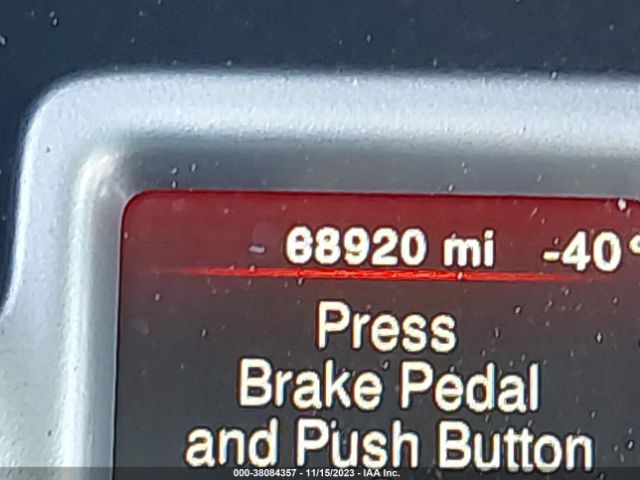 68920 mi -40°
Press
Brake Pedal
and Push Button
000-38084357 - 11/15/2023 - IAA Inc.